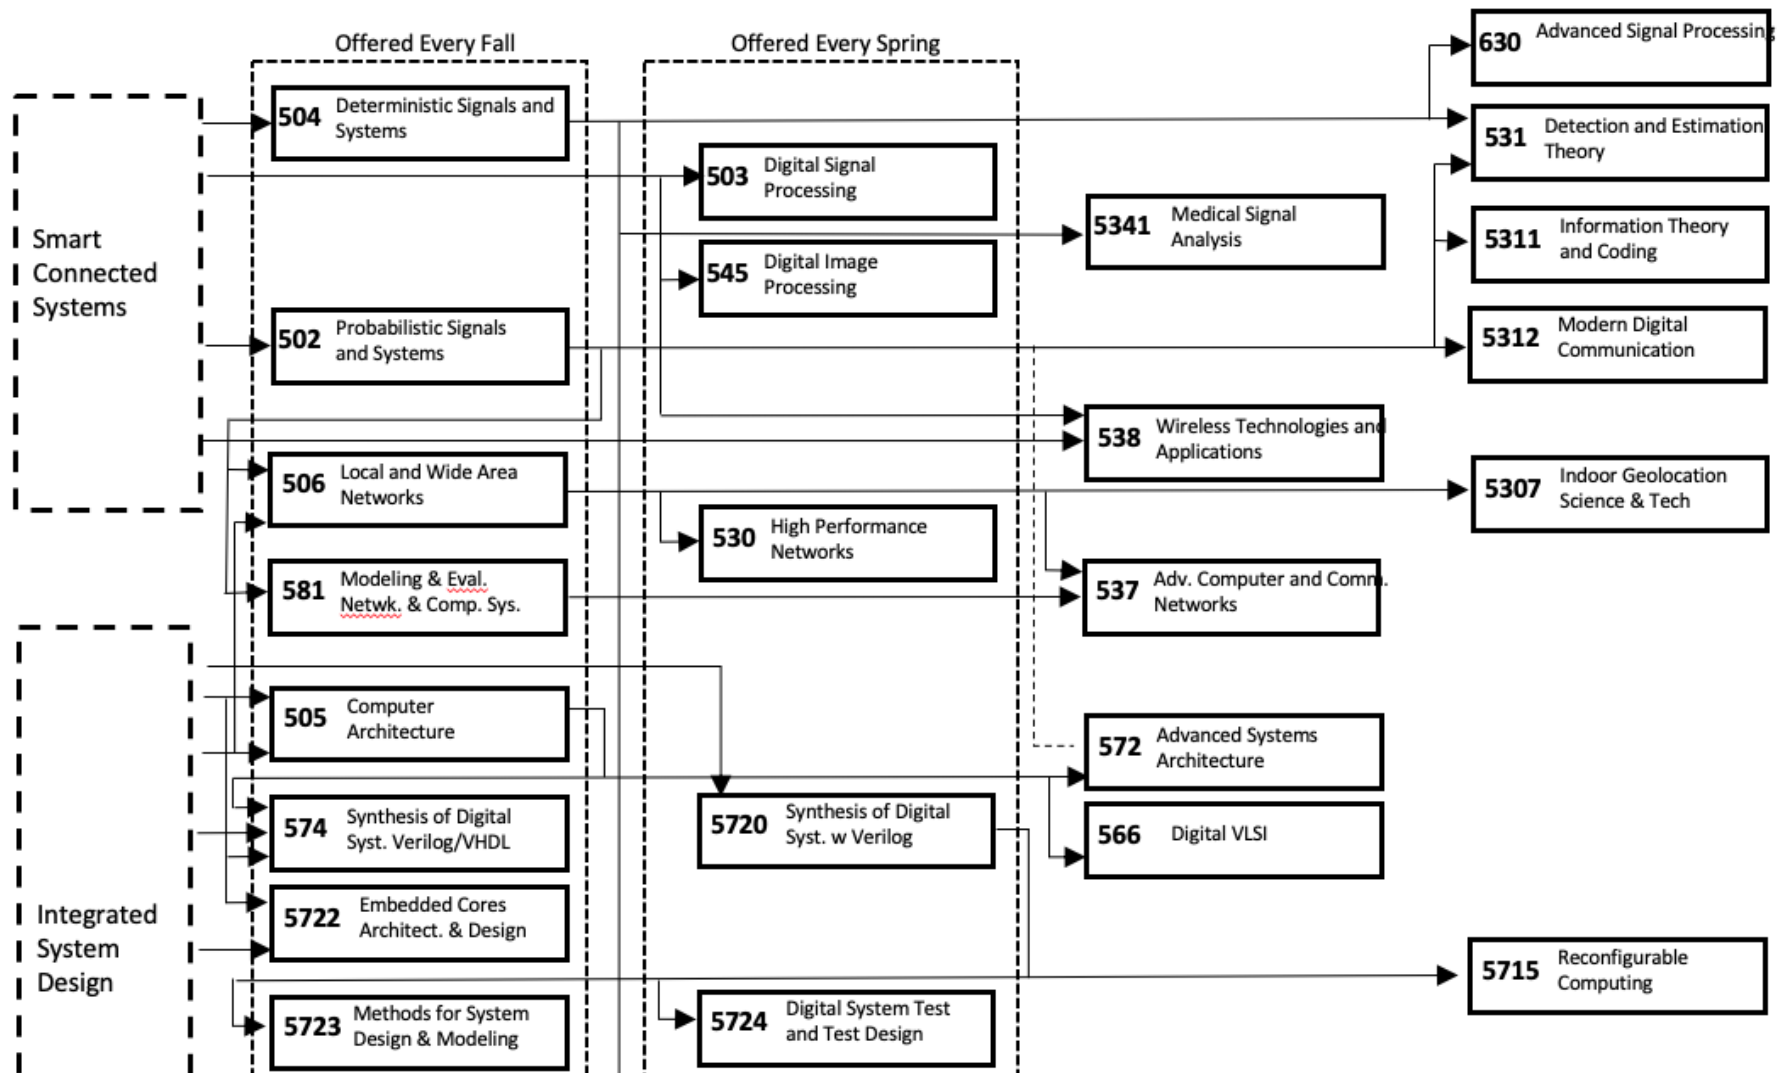 Offered Every Fall
Offered Every Spring
630 Advanced Signal Processing
504 Deterministic Signals and
Systems
531 Detection and Estimation
Theory
503 Digital Signal
Processing
5341 Medical Signal
Analysis
5311 Information Theory
and Coding
Smart
Connected
Systems
545 Digital Image
Processing
502 Probabilistic Signals
and Systems
5312 Modern Digital
Communication
538 Wireless Technologies and
Applications
506 Local and Wide Area
Networks
5307 Indoor Geolocation
Science & Tech
530 High Performance
Networks
581 Modeling & Eval.
Netwk. & Comp. Sys.
537 Adv. Computer and Comm.
Networks
505 Computer
Architecture
572 Advanced Systems
Architecture
574 Synthesis of Digital
Syst. Verilog/VHDL
5720 Synthesis of Digital
Syst. w Verilog
566 Digital VLSI
Integrated
System
Design
5722 Embedded Cores
Architect. & Design
5715 Reconfigurable
Computing
5723 Methods for System
Design & Modeling
5724 Digital System Test
and Test Design